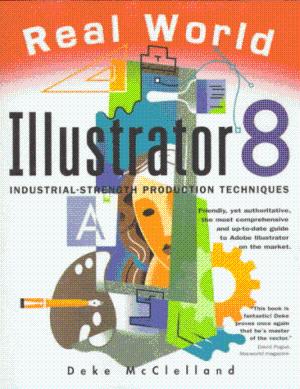 Real World
Illustrator 8
INDUSTRIAL-STRENGTH PRODUCTION TECHNIQUES
Friendly, yet authoritative,
the most comprehensive
and up-to-date guide
to Adobe Illustrator
on the market.
A
"This book is
fantastic! Deke
proves once again
that he's master
of the vector."
David Pogue,
Macworld magazine
Deke McClelland